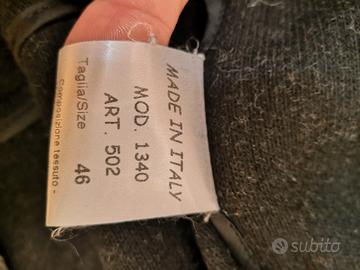 MADE IN ITALY
MOD. 1340
ART. 502
Taglia/Size 46
Composizione tessuto -
subito